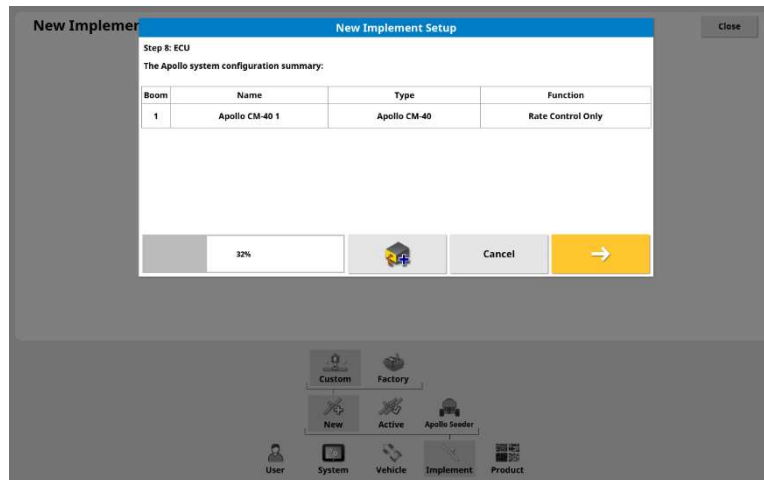 New Implemen
New Implement Setup
Close
Step 8: ECU
The Apollo system configuration summary:
Boom Name Type Function
1 Apollo CM-40 1 Apollo CM-40 Rate Control Only
32%
Cancel
Custom Factory
New Active Apollo Seeder
User System Vehicle Implement Product